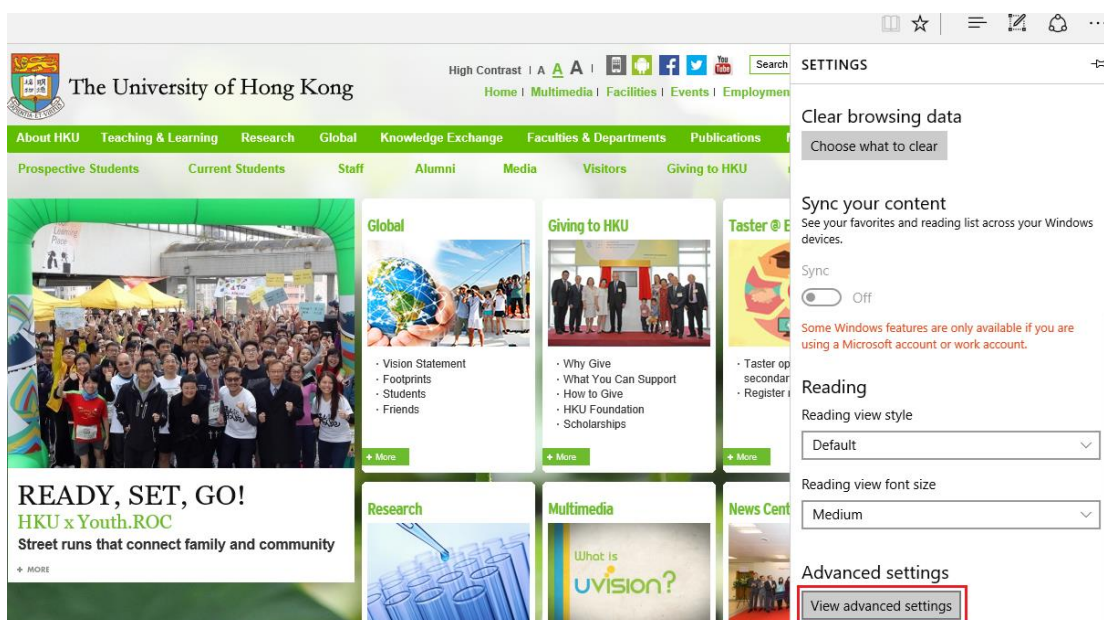 The University of Hong Kong
High Contrast | A A A |
You
Tube
Search
Home | Multimedia | Facilities | Events | Employmen
About HKU Teaching & Learning Research Global Knowledge Exchange Faculties & Departments Publications
Prospective Students Current Students Staff Alumni Media Visitors Giving to HKU
READY, SET, GO!
HKU x Youth.ROC
Street runs that connect family and community
+ MORE
Global
· Vision Statement
· Footprints
· Students
· Friends
+ More
Giving to HKU
· Why Give
· What You Can Support
· How to Give
· HKU Foundation
· Scholarships
+ More
Taster @ E
· Taster op
secondar
· Register
+ More
Research
Multimedia
What is
uvision?
News Cent
SETTINGS
Clear browsing data
Choose what to clear
Sync your content
See your favorites and reading list across your Windows
devices.
Sync
Off
Some Windows features are only available if you are
using a Microsoft account or work account.
Reading
Reading view style
Default
Reading view font size
Medium
Advanced settings
View advanced settings